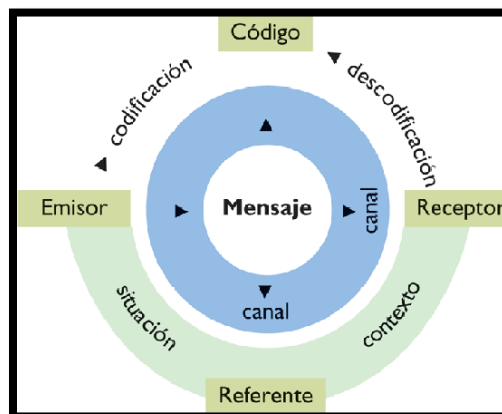 Código
codificación
descodificación
Emisor
Mensaje
canal
Receptor
situación
canal
contexto
Referente